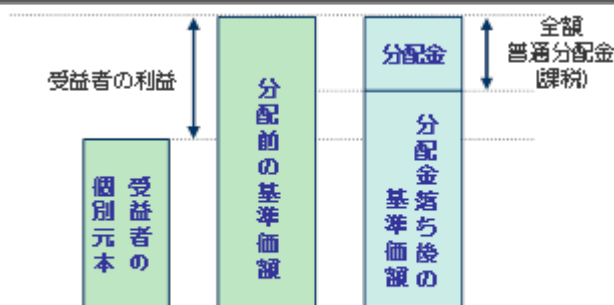 受益者の利益
受益者の
個別元本
分配前の基準価額
分配金
分配金落ち後の
基準価額
全額
普通分配金
(課税)